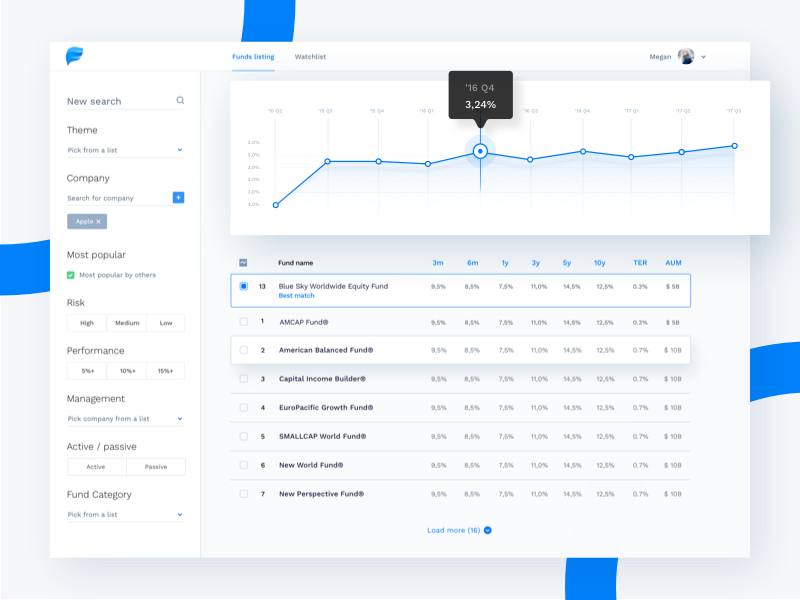 Funds listing
Watchlist
Megan
New search
Theme
Pick from a list
Company
Search for company
+
Apple ×
Most popular
Most popular by others
Risk
High Medium Low
Performance
5%+ 10%+ 15%+
Management
Pick company from a list
Active / passive
Active Passive
Fund Category
Pick from a list
'16 Q4
3,24%
Fund name 3m 6m 1y 3y 5y 10y TER AUM
13 Blue Sky Worldwide Equity Fund 9,5% 8,5% 7,5% 11,0% 14,5% 12,5% 0.3% $ 5B
Best match
1 AMCAP Fund® 9,5% 8,5% 7,5% 11,0% 14,5% 12,5% 0.3% $ 5B
2 American Balanced Fund® 9,5% 8,5% 7,5% 11,0% 14,5% 12,5% 0.7% $ 10B
3 Capital Income Builder® 9,5% 8,5% 7,5% 11,0% 14,5% 12,5% 0.7% $ 10B
4 EuroPacific Growth Fund® 9,5% 8,5% 7,5% 11,0% 14,5% 12,5% 0.7% $ 10B
5 SMALLCAP World Fund® 9,5% 8,5% 7,5% 11,0% 14,5% 12,5% 0.7% $ 10B
6 New World Fund® 9,5% 8,5% 7,5% 11,0% 14,5% 12,5% 0.7% $ 10B
7 New Perspective Fund® 9,5% 8,5% 7,5% 11,0% 14,5% 12,5% 0.7% $ 10B
Load more (16)